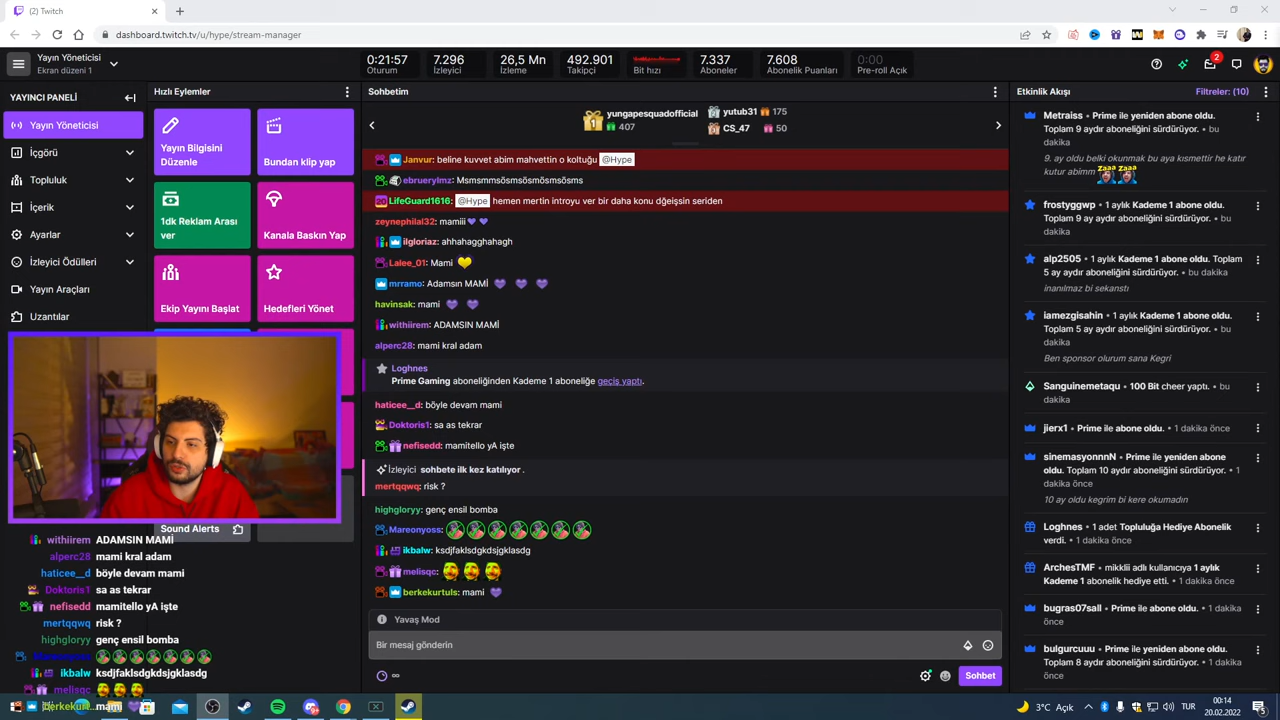 (2) Twitch
dashboard.twitch.tv/u/hype/stream-manager
Yayın Yöneticisi
Ekran düzeni 1
0:21:57
Oturum
7.296
İzleyici
26,5 Mn
İzleme
492.901
Takipçi
Bit hızı
7.337
Aboneler
7.608
Abonelik Puanları
0:00
Pre-roll Açık
2
YAYINCI PANELİ
Yayın Yöneticisi
İçgörü
Topluluk
İçerik
Ayarlar
İzleyici Ödülleri
Yayın Araçları
Uzantılar
Hızlı Eylemler
Yayın Bilgisini
Düzenle
Bundan klip yap
1dk Reklam Arası
ver
Kanala Baskın Yap
Ekip Yayını Başlat
Hedefleri Yönet
Sound Alerts
Sohbetim
1
yungapesquadofficial
407
yutub31 175
CS_47 50
Janvur: beline kuvvet abim mahvettin o koltuğu @Hype
ebruerylmz: Msmsmmsösmsösmösmsösms
LifeGuard1616: @Hype hemen mertin introyu ver bir daha konu dğeişsin seriden
zeynephilal32: mamiii
ilgloriaz: ahhahagghahagh
Lalee_01: Mami
mrramo: Adamsın MAMİ
havinsak: mami
withiirem: ADAMSIN MAMİ
alperc28: mami kral adam
Loghnes
Prime Gaming aboneliğinden Kademe 1 aboneliğe geçiş yaptı.
haticee__d: böyle devam mami
Doktoris1: sa as tekrar
nefisedd: mamitello yA işte
İzleyici sohbete ilk kez katılıyor .
mertqqwq: risk ?
highgloryy: genç ensil bomba
Mareonyoss:
ikbalw: ksdjfaklsdgkdsjgklasdg
melisqc:
berkekurtuls: mami
Yavaş Mod
Bir mesaj gönderin
Sohbet
Etkinlik Akışı
Filtreler: (10)
Metraiss • Prime ile yeniden abone oldu.
Toplam 9 aydır aboneliğini sürdürüyor. • bu
dakika
9. ay oldu belki okunmak bu aya kısmettir he katır
kutur abimm
frostyggwp • 1 aylık Kademe 1 abone oldu.
Toplam 9 aydır aboneliğini sürdürüyor. • bu
dakika
alp2505 • 1 aylık Kademe 1 abone oldu. Toplam
5 ay aydır aboneliğini sürdürüyor. • bu dakika
inanılmaz bi sekanstı
iamezgisahin • 1 aylık Kademe 1 abone oldu.
Toplam 5 ay aydır aboneliğini sürdürüyor. • bu
dakika
Ben sponsor olurum sana Kegri
Sanguinemetaqu • 100 Bit cheer yaptı. • bu
dakika
jierx1 • Prime ile abone oldu. • 1 dakika önce
sinemasyonnnN • Prime ile yeniden
abone oldu. Toplam 10 aydır aboneliğini sürdürüyor. • 1
dakika önce
10 ay oldu kegrim bi kere okumadın
Loghnes • 1 adet Topluluğa Hediye Abonelik
verdi. • 1 dakika önce
ArchesTMF • mikklii adlı kullanıcıya 1 aylık
Kademe 1 abonelik hediye etti. • 1 dakika önce
bugras07sall • Prime ile abone oldu. • 1 dakika
önce
bulgurcuuu • Prime ile yeniden abone oldu.
Toplam 8 aydır aboneliğini sürdürüyor. • 1 dakika
önce
withiirem ADAMSIN MAMİ
alperc28 mami kral adam
haticee__d böyle devam mami
Doktoris1 sa as tekrar
nefisedd mamitello yA işte
mertqqwq risk ?
highgloryy genç ensil bomba
Mareonyoss
ikbalw ksdjfaklsdgkdsjgklasdg
melisqc
mami
3°C Açık
TUR
00:14
20.02.2022
5